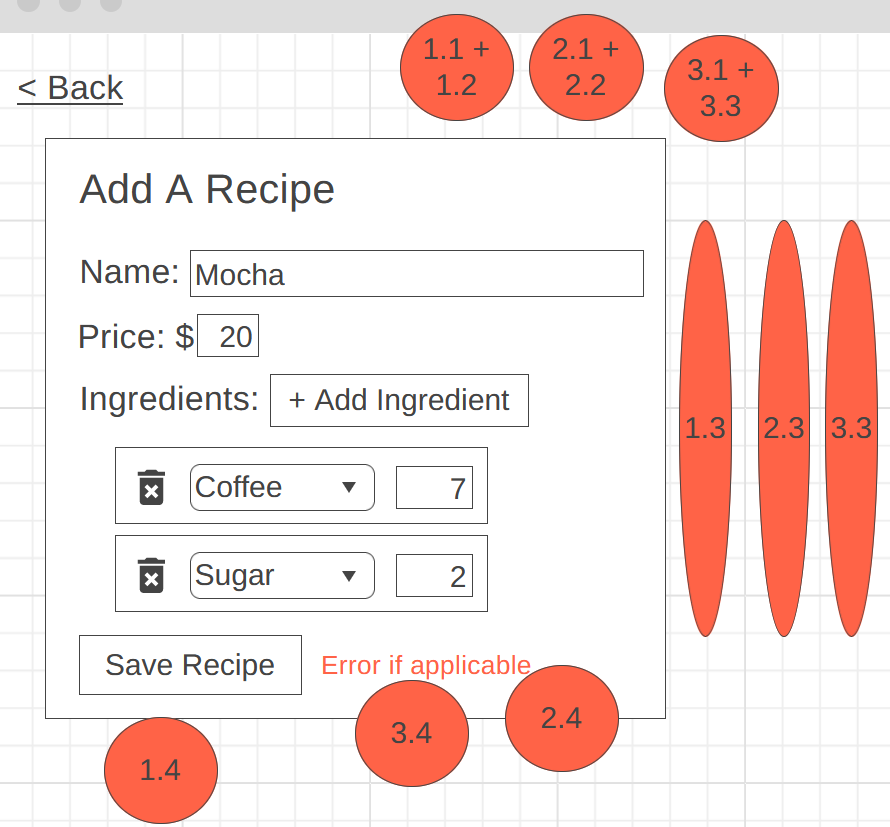 1.1 +
1.2
2.1 +
2.2
3.1 +
3.3
< Back
Add A Recipe
Name: Mocha
Price: $ 20
Ingredients: + Add Ingredient
Coffee 7
Sugar 2
1.3 2.3 3.3
Save Recipe Error if applicable
1.4 3.4 2.4